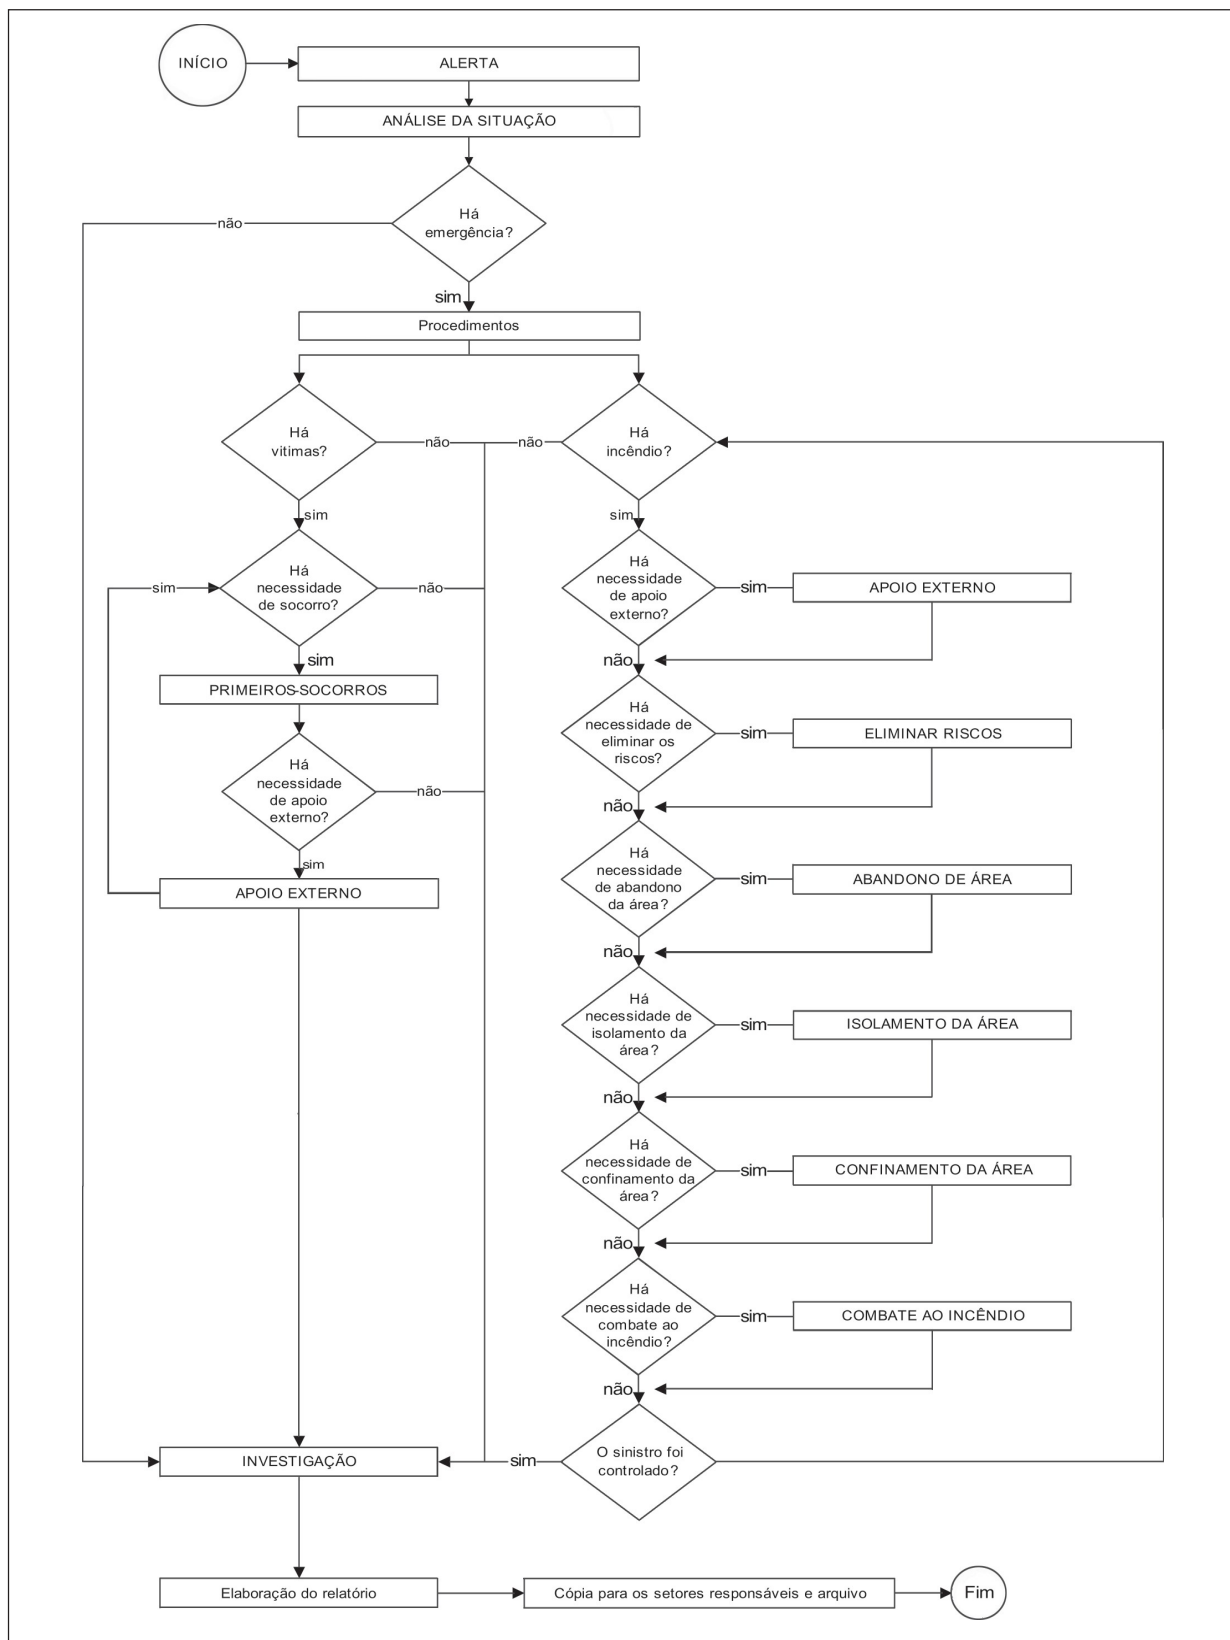 INÍCIO
ALERTA
ANÁLISE DA SITUAÇÃO
Há
emergência?
não
sim
Procedimentos
Há
vitimas?
não
não
Há
incêndio?
sim
sim
sim
Há
necessidade
de socorro?
não
Há
necessidade
de apoio
externo?
sim
APOIO EXTERNO
sim
não
PRIMEIROS-SOCORROS
Há
necessidade de
eliminar os
riscos?
sim
ELIMINAR RISCOS
Há
necessidade
de apoio
externo?
não
não
sim
Há
necessidade
de abandono
da área?
sim
ABANDONO DE ÁREA
APOIO EXTERNO
não
Há
necessidade de
isolamento da
área?
sim
ISOLAMENTO DA ÁREA
não
Há
necessidade de
confinamento da
área?
sim
CONFINAMENTO DA ÁREA
não
Há
necessidade de
combate ao
incêndio?
sim
COMBATE AO INCÊNDIO
não
O sinistro foi
controlado?
sim
INVESTIGAÇÃO
Elaboração do relatório
Cópia para os setores responsáveis e arquivo
Fim